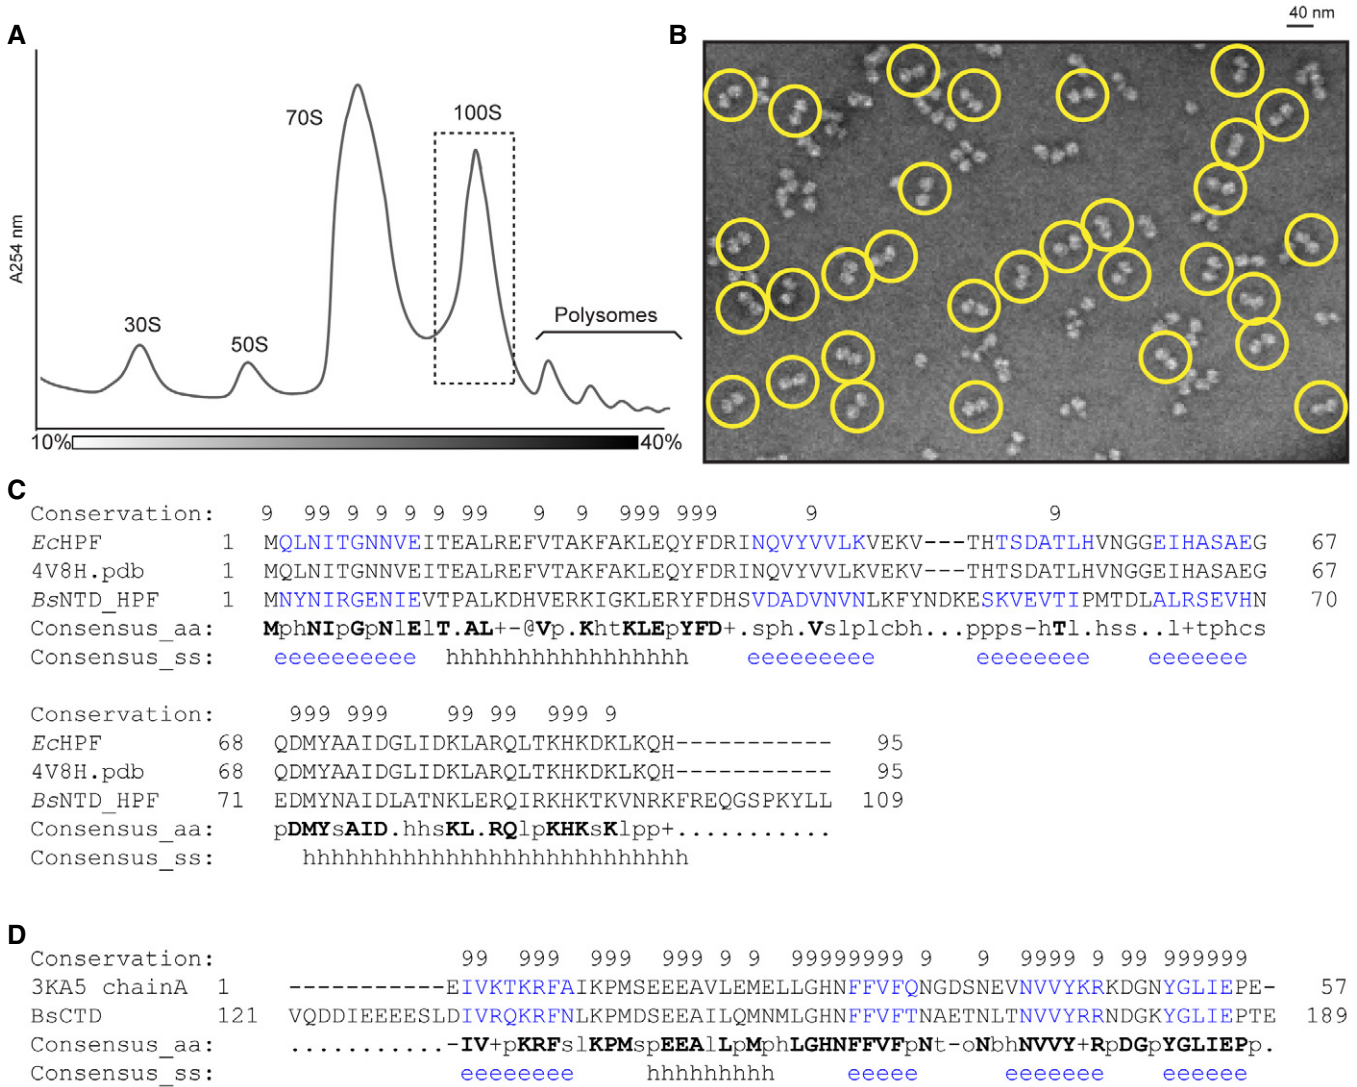 A
B
40 nm
70S
100S
30S
50S
Polysomes
A254 nm
10%
40%
C
Conservation: 9 99 9 9 9 9 99 9 9 999 999 9 9
EcHPF 1 MQLNITGNNVEITEALREFVTAKFAKLEQYFDRINQVYVVLKVEKV---THTSDATLHVNGGEIHASAEG 67
4V8H.pdb 1 MQLNITGNNVEITEALREFVTAKFAKLEQYFDRINQVYVVLKVEKV---THTSDATLHVNGGEIHASAEG 67
BsNTD_HPF 1 MNYNIRGENIEVTPALKDHVERKIGKLERYFDHSVDADVNVNLKFYNDKESKVEVTIPMTDLALRSEVHN 70
Consensus_aa: MphNIpGpNlElT.AL+-@Vp.KhtKLEpYFD+.sph.Vslplcbh...ppps-hTl.hss..l+tphcs
Consensus_ss: eeeeeeeeee hhhhhhhhhhhhhhhhh eeeeeeeee eeeeeeee eeeeeee
Conservation: 999 999 99 99 999 9
EcHPF 68 QDMYAAIDGLIDKLARQLTKHKDKLKQH----------- 95
4V8H.pdb 68 QDMYAAIDGLIDKLARQLTKHKDKLKQH----------- 95
BsNTD_HPF 71 EDMYNAIDLATNKLERQIRKHKTKVNRKFREQGSPKYLL 109
Consensus_aa: pDMYsAID.hhsKL.RQlpKHKsKlpp+...........
Consensus_ss: hhhhhhhhhhhhhhhhhhhhhhhhhhh
D
Conservation: 99 999 999 999 9 9 99999999 9 9 9999 9 99 999999
3KA5 chainA 1 -----------EIVKTKRFAIKPMSEEEAVLEMELLGHNFFVFQNGDSNEVNVVYKRKDGNYGLIEPE- 57
BsCTD 121 VQDDIEEEESLDIVRQKRFNLKPMDSEEAILQMNMLGHNFFVFTNAETNLTNVVYRRNDGKYGLIEPTE 189
Consensus_aa: ...........-IV+pKRFslKPMspEEAlLpMphLGHNFFVFpNt-oNbhNVVY+RpDGpYGLIEPp.
Consensus_ss: eeeeeeee hhhhhhhhh eeeee eeeeeee eeeeee